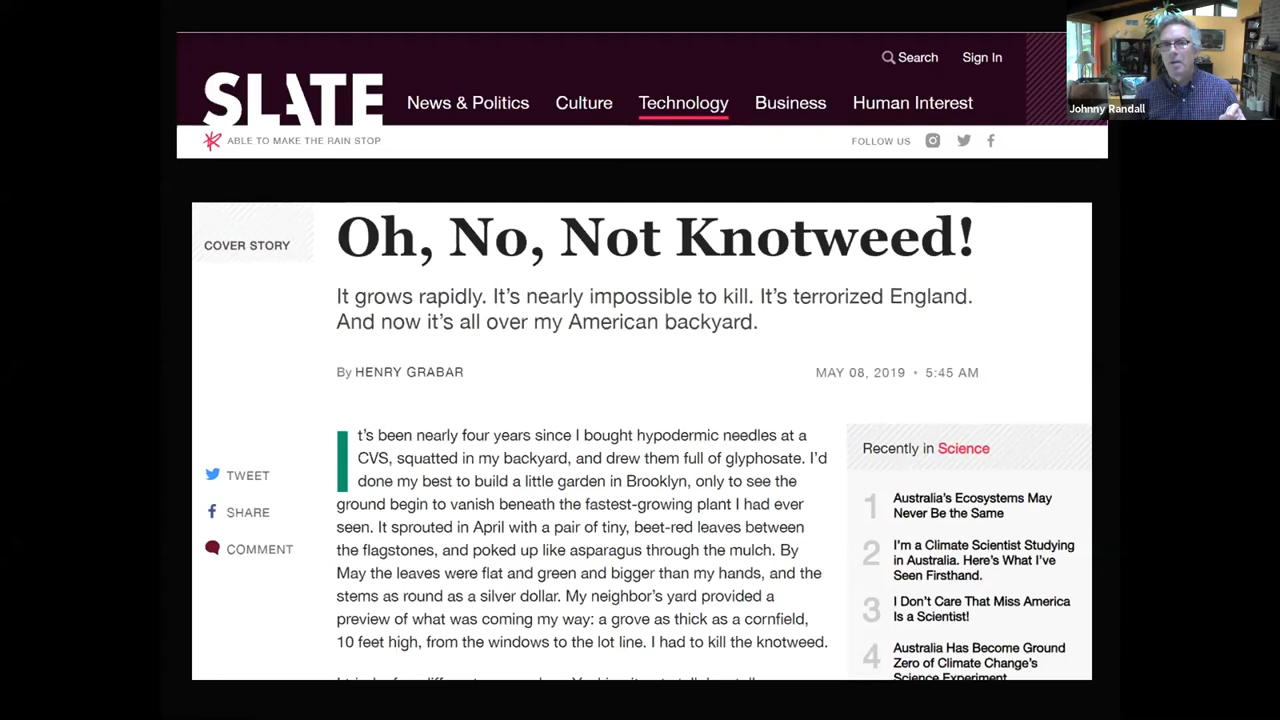 Search Sign In
SLATE
News & Politics Culture Technology Business Human Interest
Johnny Randall
ABLE TO MAKE THE RAIN STOP
FOLLOW US
COVER STORY
Oh, No, Not Knotweed!
It grows rapidly. It's nearly impossible to kill. It's terrorized England.
And now it's all over my American backyard.
By HENRY GRABAR
MAY 08, 2019 • 5:45 AM
TWEET
SHARE
COMMENT
It's been nearly four years since I bought hypodermic needles at a
CVS, squatted in my backyard, and drew them full of glyphosate. I'd
done my best to build a little garden in Brooklyn, only to see the
ground begin to vanish beneath the fastest-growing plant I had ever
seen. It sprouted in April with a pair of tiny, beet-red leaves between
the flagstones, and poked up like asparagus through the mulch. By
May the leaves were flat and green and bigger than my hands, and the
stems as round as a silver dollar. My neighbor's yard provided a
preview of what was coming my way: a grove as thick as a cornfield,
10 feet high, from the windows to the lot line. I had to kill the knotweed.
Recently in Science
1 Australia's Ecosystems May
Never Be the Same
2 I'm a Climate Scientist Studying
in Australia. Here's What I've
Seen Firsthand.
3 I Don't Care That Miss America
Is a Scientist!
4 Australia Has Become Ground
Zero of Climate Change's
Science Experiment